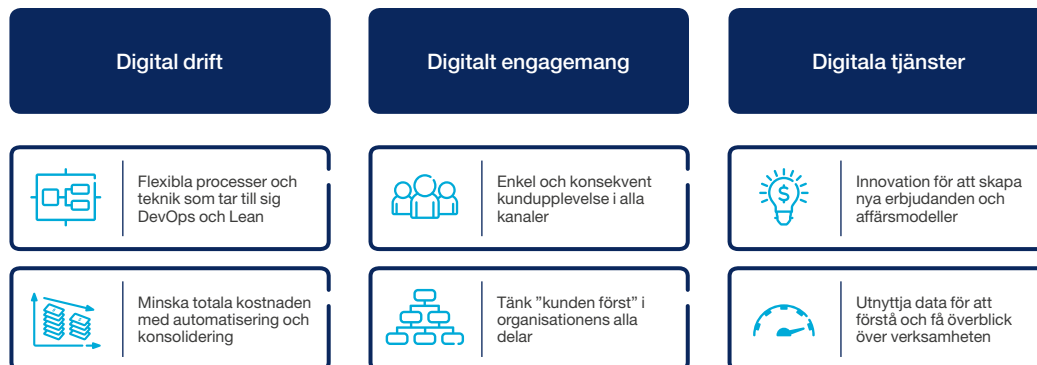 Digital drift
Digitalt engagemang
Digitala tjänster
Flexibla processer och
teknik som tar till sig
DevOps och Lean
Enkel och konsekvent
kundupplevelse i alla
kanaler
$
Innovation för att skapa
nya erbjudanden och
affärsmodeller
Minska totala kostnaden
med automatisering och
konsolidering
Tänk ”kunden först” i
organisationens alla
delar
Utnyttja data för att
förstå och få överblick
över verksamheten